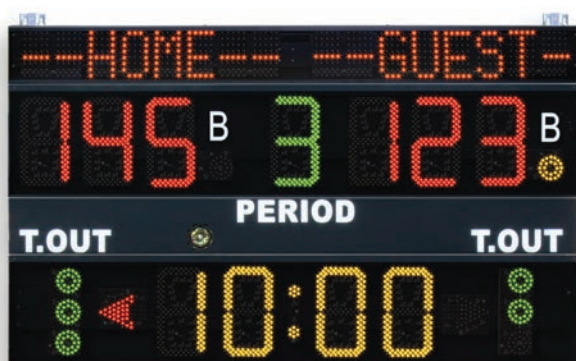 --HOME-- --GUEST-
145 B 3 123 B
PERIOD
T.OUT T.OUT
10:00